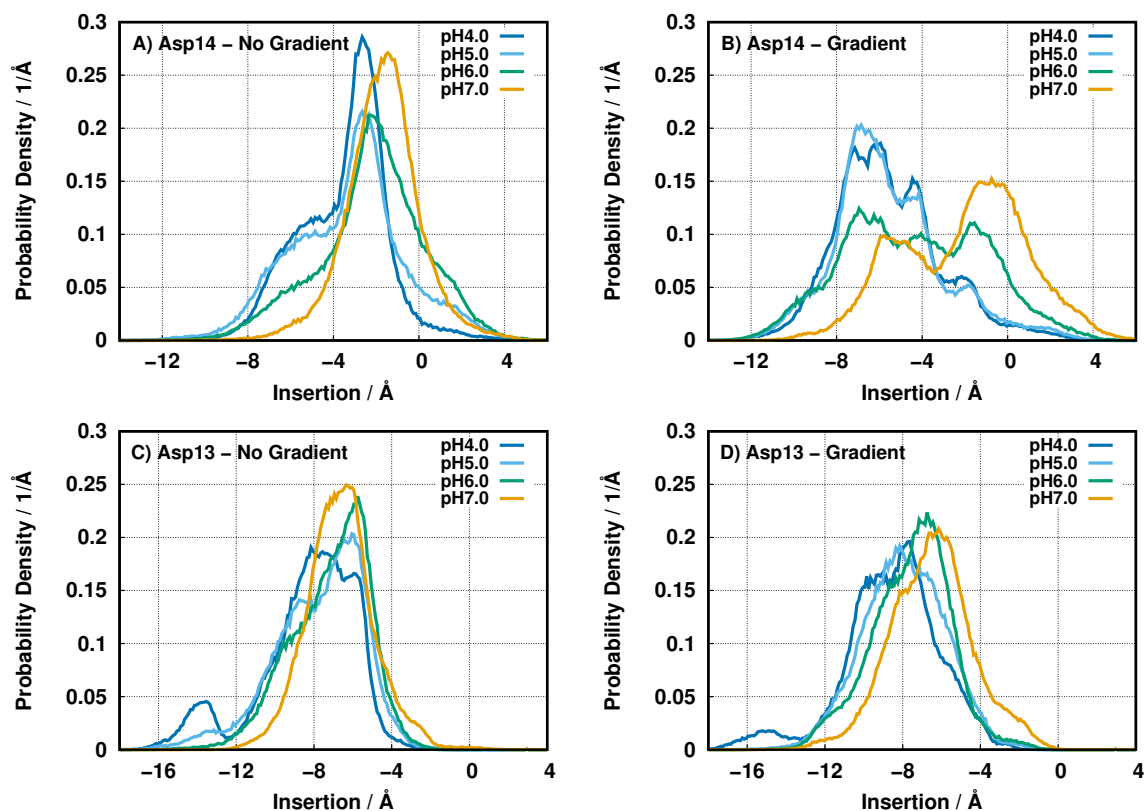 A) Asp14 – No Gradient
pH4.0
pH5.0
pH6.0
pH7.0
Probability Density / 1/Å
0.3
0.25
0.2
0.15
0.1
0.05
0
−12
−8
−4
0
4
Insertion / Å
B) Asp14 – Gradient
pH4.0
pH5.0
pH6.0
pH7.0
Probability Density / 1/Å
0.3
0.25
0.2
0.15
0.1
0.05
0
−12
−8
−4
0
4
Insertion / Å
C) Asp13 – No Gradient
pH4.0
pH5.0
pH6.0
pH7.0
Probability Density / 1/Å
0.3
0.25
0.2
0.15
0.1
0.05
0
−16
−12
−8
−4
0
4
Insertion / Å
D) Asp13 – Gradient
pH4.0
pH5.0
pH6.0
pH7.0
Probability Density / 1/Å
0.3
0.25
0.2
0.15
0.1
0.05
0
−16
−12
−8
−4
0
4
Insertion / Å